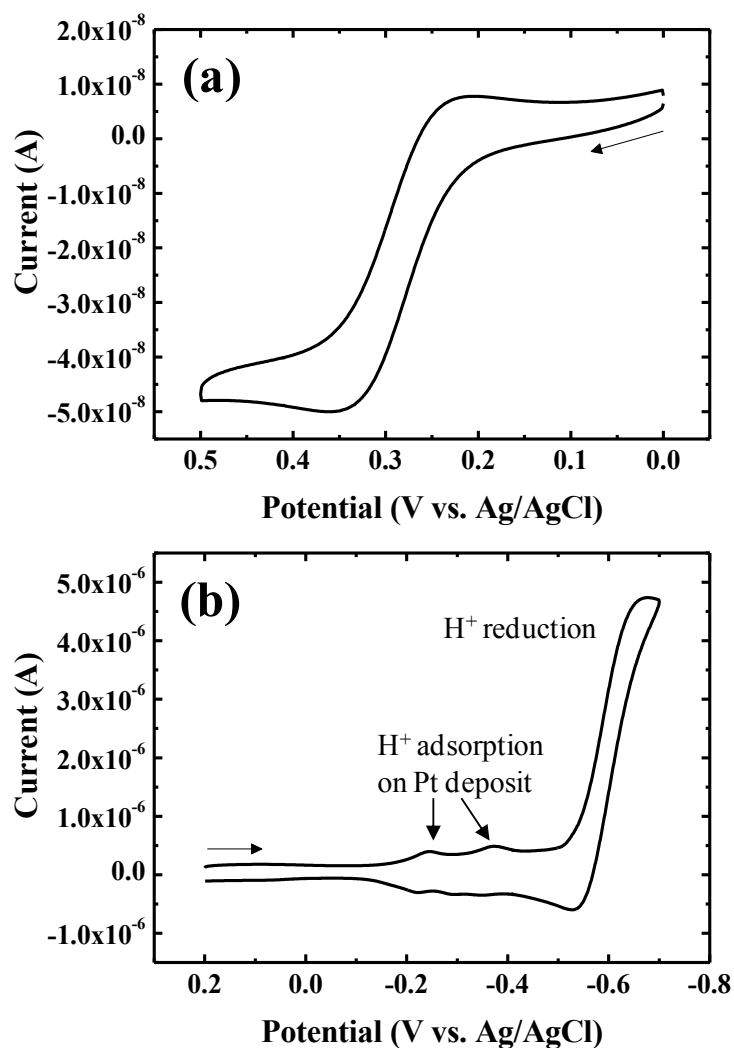 (a)
2.0x10⁻⁸
1.0x10⁻⁸
0.0
-1.0x10⁻⁸
-2.0x10⁻⁸
-3.0x10⁻⁸
-4.0x10⁻⁸
-5.0x10⁻⁸
Current (A)
0.5 0.4 0.3 0.2 0.1 0.0
Potential (V vs. Ag/AgCl)
(b)
5.0x10⁻⁶
4.0x10⁻⁶
3.0x10⁻⁶
2.0x10⁻⁶
1.0x10⁻⁶
0.0
-1.0x10⁻⁶
Current (A)
H⁺ reduction
H⁺ adsorption
on Pt deposit
0.2 0.0 -0.2 -0.4 -0.6 -0.8
Potential (V vs. Ag/AgCl)